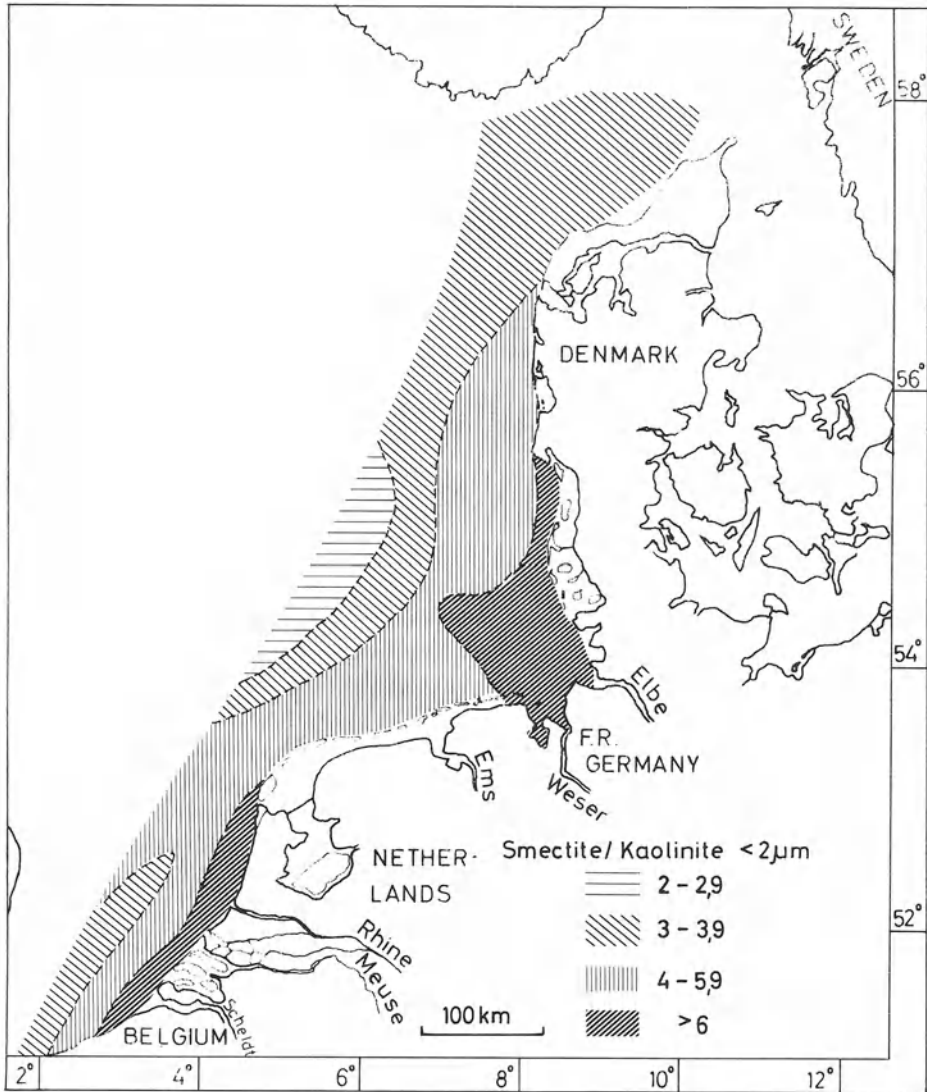 SWEDEN
58°
DENMARK
56°
54°
Elbe
F.R.
GERMANY
Ems
Weser
NETHER-
LANDS
Smectite/ Kaolinite <2µm
2 - 2,9
3 - 3,9
4 - 5,9
>6
52°
Rhine
Meuse
Scheldt
BELGIUM
100 km
2°
4°
6°
8°
10°
12°